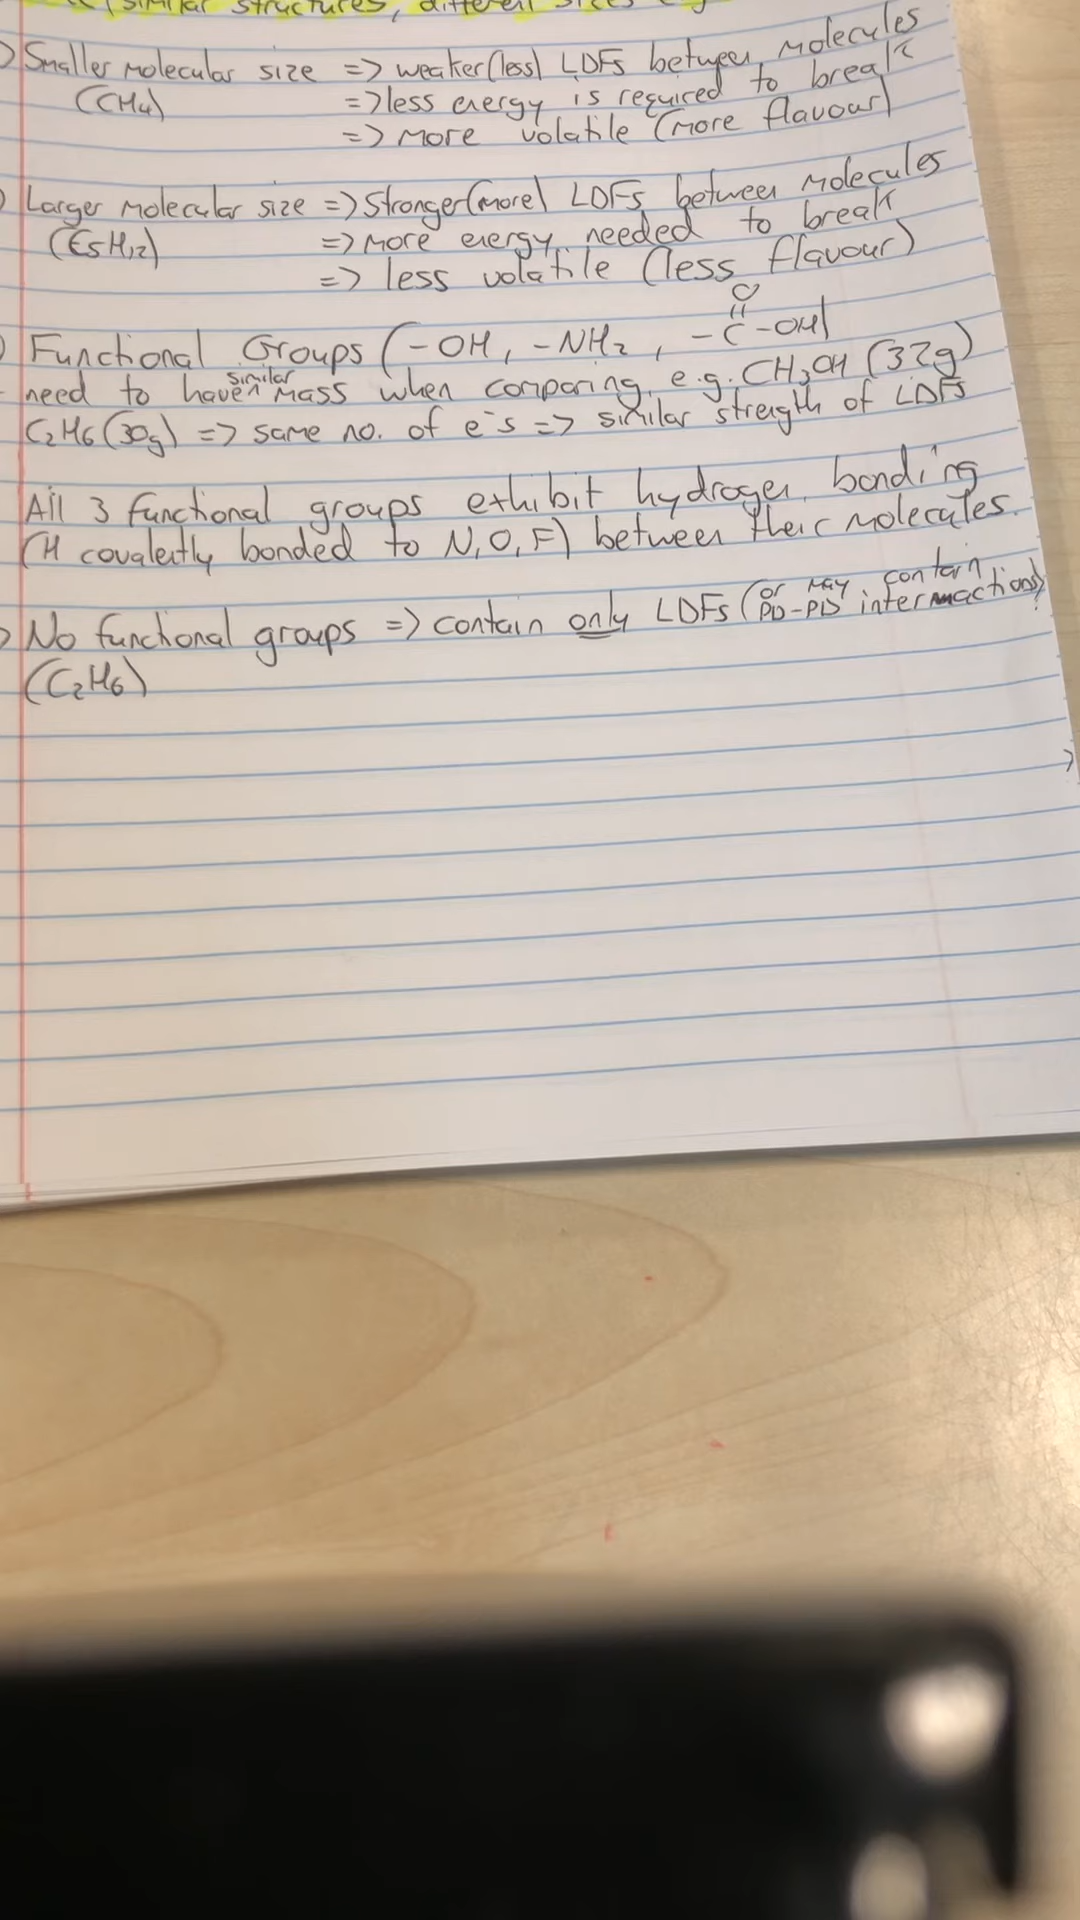 (similar structures, different sizes
Smaller molecular size => weaker (less) LDFs between molecules
(CH₄) => less energy is required to break
=> more volatile (more flavour)
Larger molecular size => Stronger (more) LDFs between molecules
(C₅H₁₂) => more energy needed to break
=> less volatile (less flavour)
O
||
Functional Groups (-OH, -NH₂, -C-OH)
need to have similar mass when comparing, e.g. CH₃OH (32g)
C₂H₆ (30g) => same no. of e⁻s => similar strength of LDFs
All 3 functional groups exhibit hydrogen bonding
(H covalently bonded to N, O, F) between their molecules.
No functional groups => contain only LDFs (or may contain PD-PD interactions)
(C₂H₆)